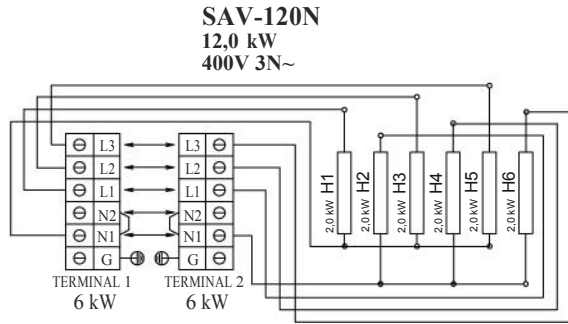 SAV-120N
12,0 kW
400V 3N~
L3 L3
L2 L2
L1 L1
N2 N2
N1 N1
G G
TERMINAL 1 TERMINAL 2
6 kW 6 kW
2,0 kW H1
2,0 kW H2
2,0 kW H3
2,0 kW H4
2,0 kW H5
2,0 kW H6